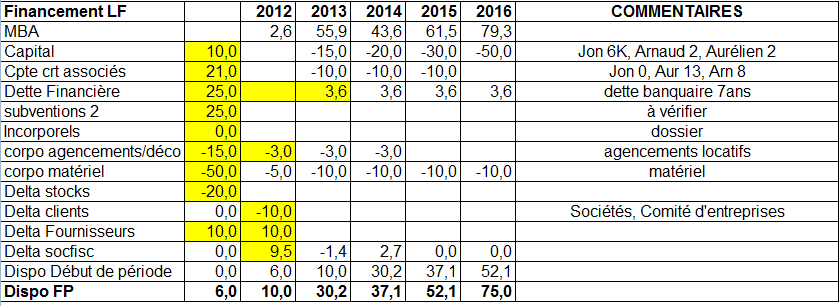 Financement LF 2012 2013 2014 2015 2016 COMMENTAIRES
MBA 2,6 55,9 43,6 61,5 79,3
Capital 10,0 -15,0 -20,0 -30,0 -50,0 Jon 6K, Arnaud 2, Aurélien 2
Cpte crt associés 21,0 -10,0 -10,0 -10,0 Jon 0, Aur 13, Arn 8
Dette Financière 25,0 3,6 3,6 3,6 3,6 dette banquaire 7ans
subventions 2 25,0 à vérifier
Incorporels 0,0 dossier
corpo agencements/déco -15,0 -3,0 -3,0 -3,0 agencements locatifs
corpo matériel -50,0 -5,0 -10,0 -10,0 -10,0 -10,0 matériel
Delta stocks -20,0
Delta clients 0,0 -10,0 Sociétés, Comité d'entreprises
Delta Fournisseurs 10,0 10,0
Delta socfisc 0,0 9,5 -1,4 2,7 0,0 0,0
Dispo Début de période 0,0 6,0 10,0 30,2 37,1 52,1
Dispo FP 6,0 10,0 30,2 37,1 52,1 75,0